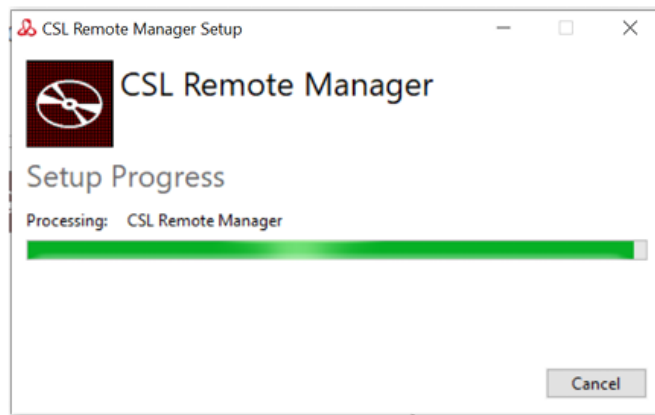 CSL Remote Manager Setup
CSL Remote Manager
Setup Progress
Processing: CSL Remote Manager
Cancel